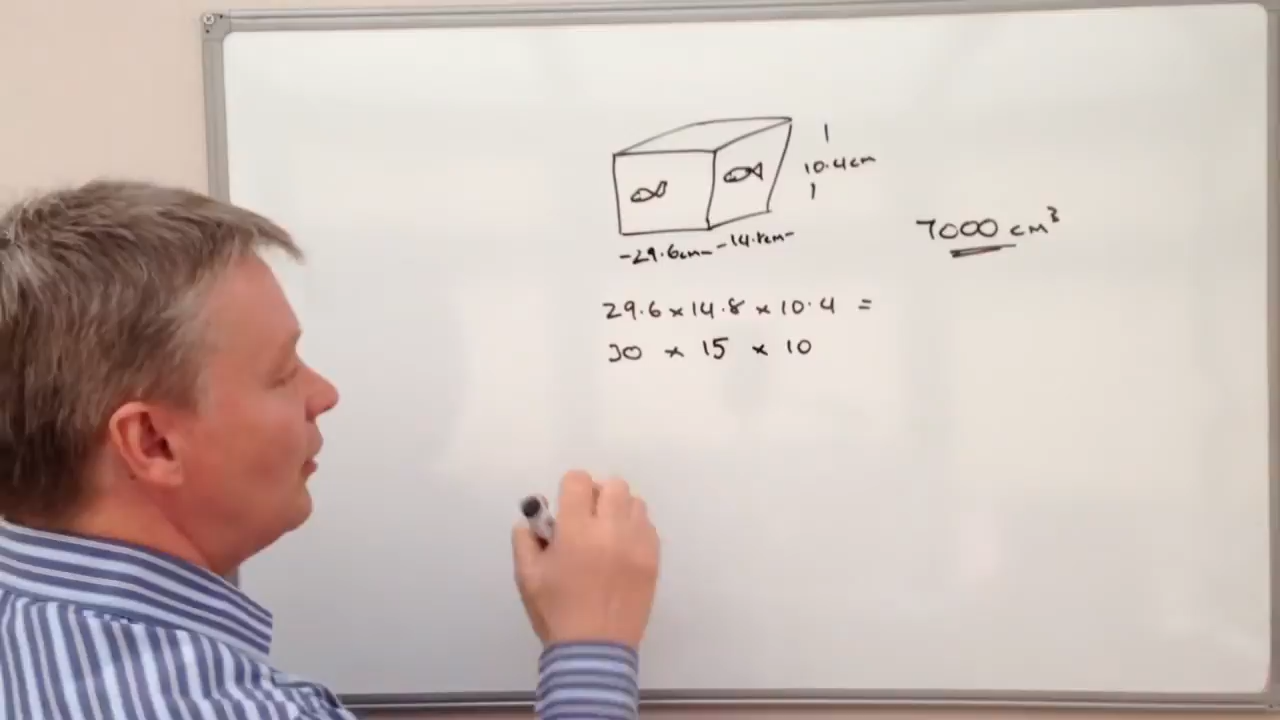 10.4cm
7000 cm³
-29.6cm- -14.8cm-
29.6 x 14.8 x 10.4 =
30 x 15 x 10